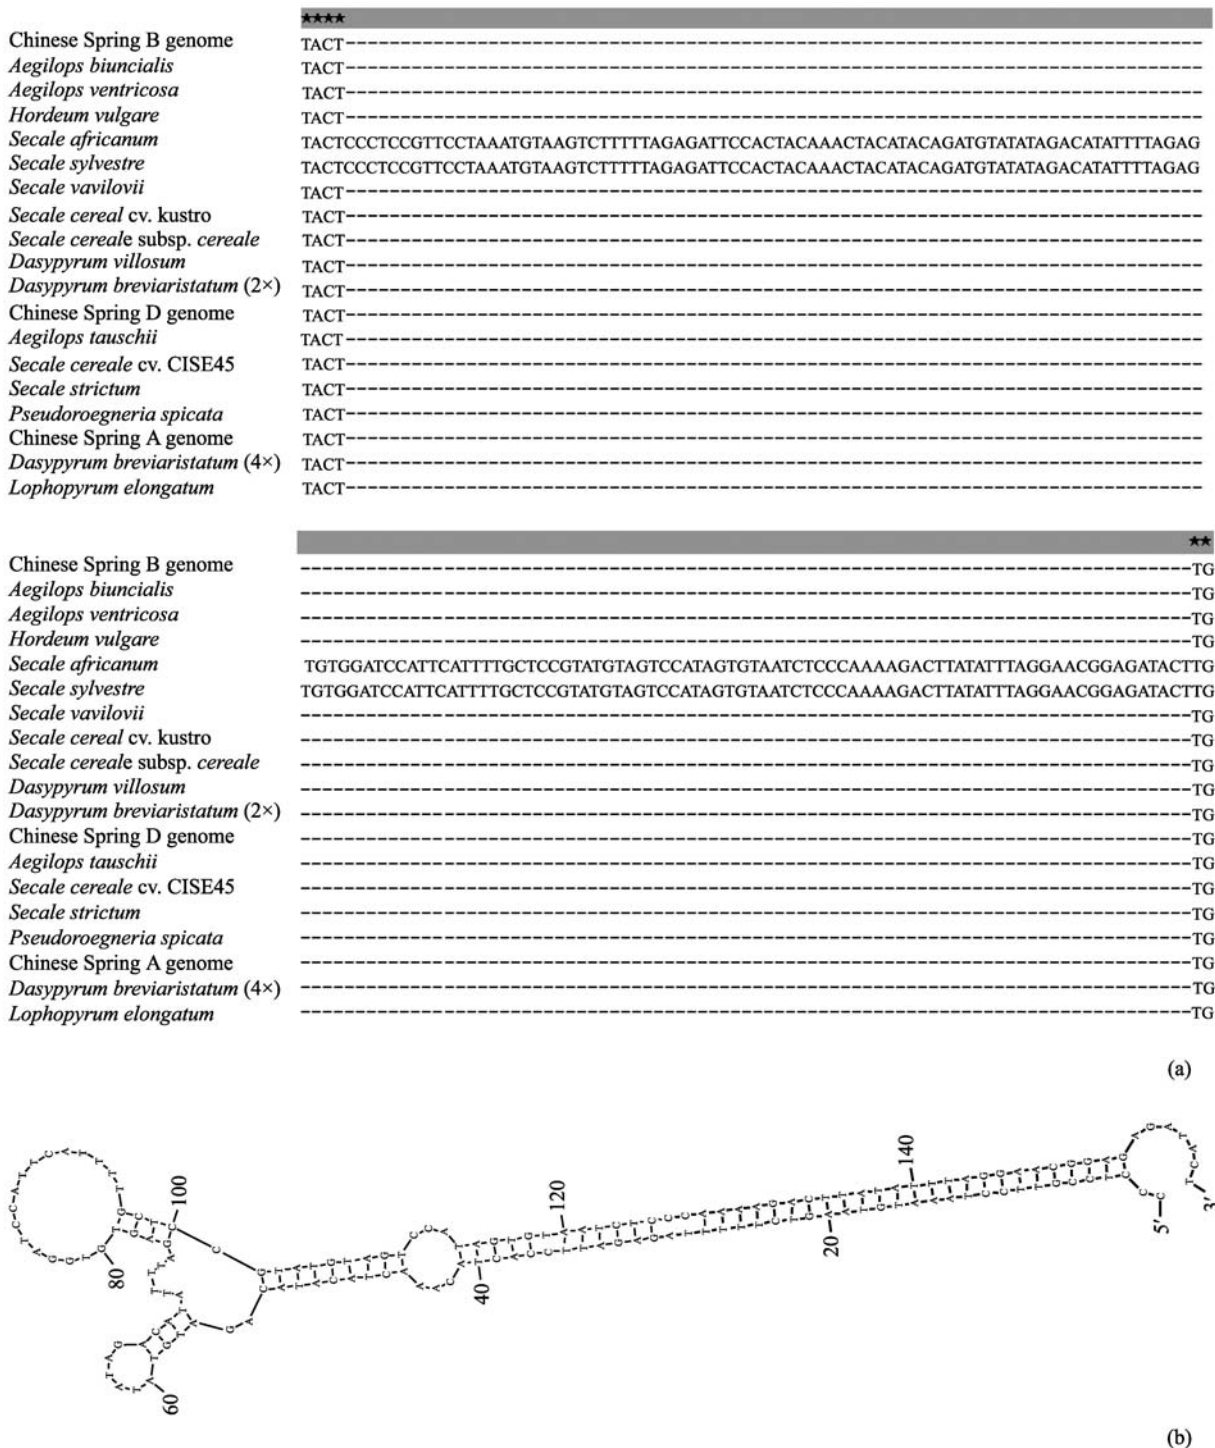 ★★★★
Chinese Spring B genome TACT--------------------------------------------------------------------------------
Aegilops biuncialis TACT--------------------------------------------------------------------------------
Aegilops ventricosa TACT--------------------------------------------------------------------------------
Hordeum vulgare TACT--------------------------------------------------------------------------------
Secale africanum TACTCCCTCCGTTCCTAAATGTAAGTCTTTTTAGAGATTCCACTACAAACTACATACAGATGTATATAGACATATTTTAGAG
Secale sylvestre TACTCCCTCCGTTCCTAAATGTAAGTCTTTTTAGAGATTCCACTACAAACTACATACAGATGTATATAGACATATTTTAGAG
Secale vavilovii TACT--------------------------------------------------------------------------------
Secale cereal cv. kustro TACT--------------------------------------------------------------------------------
Secale cereale subsp. cereale TACT--------------------------------------------------------------------------------
Dasypyrum villosum TACT--------------------------------------------------------------------------------
Dasypyrum breviaristatum (2×) TACT--------------------------------------------------------------------------------
Chinese Spring D genome TACT--------------------------------------------------------------------------------
Aegilops tauschii TACT--------------------------------------------------------------------------------
Secale cereale cv. CISE45 TACT--------------------------------------------------------------------------------
Secale strictum TACT--------------------------------------------------------------------------------
Pseudoroegneria spicata TACT--------------------------------------------------------------------------------
Chinese Spring A genome TACT--------------------------------------------------------------------------------
Dasypyrum breviaristatum (4×) TACT--------------------------------------------------------------------------------
Lophopyrum elongatum TACT--------------------------------------------------------------------------------
★★
Chinese Spring B genome --------------------------------------------------------------------------------TG
Aegilops biuncialis --------------------------------------------------------------------------------TG
Aegilops ventricosa --------------------------------------------------------------------------------TG
Hordeum vulgare --------------------------------------------------------------------------------TG
Secale africanum TGTGGATCCATTCATTTTGCTCCGTATGTAGTCCATAGTGTAATCTCCCAAAAGACTTATATTTAGGAACGGAGATACTTG
Secale sylvestre TGTGGATCCATTCATTTTGCTCCGTATGTAGTCCATAGTGTAATCTCCCAAAAGACTTATATTTAGGAACGGAGATACTTG
Secale vavilovii --------------------------------------------------------------------------------TG
Secale cereal cv. kustro --------------------------------------------------------------------------------TG
Secale cereale subsp. cereale --------------------------------------------------------------------------------TG
Dasypyrum villosum --------------------------------------------------------------------------------TG
Dasypyrum breviaristatum (2×) --------------------------------------------------------------------------------TG
Chinese Spring D genome --------------------------------------------------------------------------------TG
Aegilops tauschii --------------------------------------------------------------------------------TG
Secale cereale cv. CISE45 --------------------------------------------------------------------------------TG
Secale strictum --------------------------------------------------------------------------------TG
Pseudoroegneria spicata --------------------------------------------------------------------------------TG
Chinese Spring A genome --------------------------------------------------------------------------------TG
Dasypyrum breviaristatum (4×) --------------------------------------------------------------------------------TG
Lophopyrum elongatum --------------------------------------------------------------------------------TG
(a)
140
100
120
3'
5'
20
80
40
60
(b)